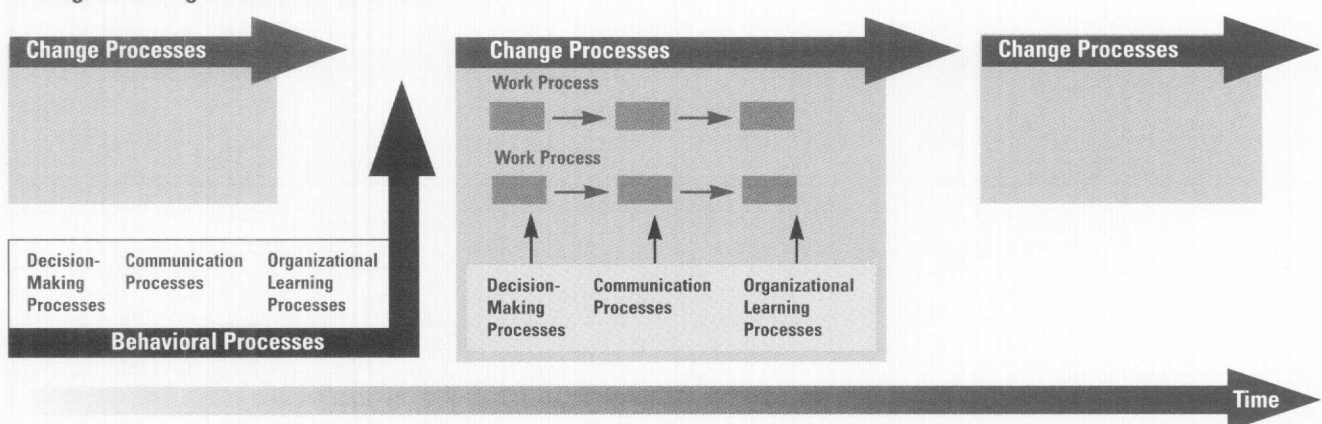 Change Processes
Change Processes
Change Processes
Work Process
Work Process
Decision-
Making
Processes
Communication
Processes
Organizational
Learning
Processes
Behavioral Processes
Decision-
Making
Processes
Communication
Processes
Organizational
Learning
Processes
Time